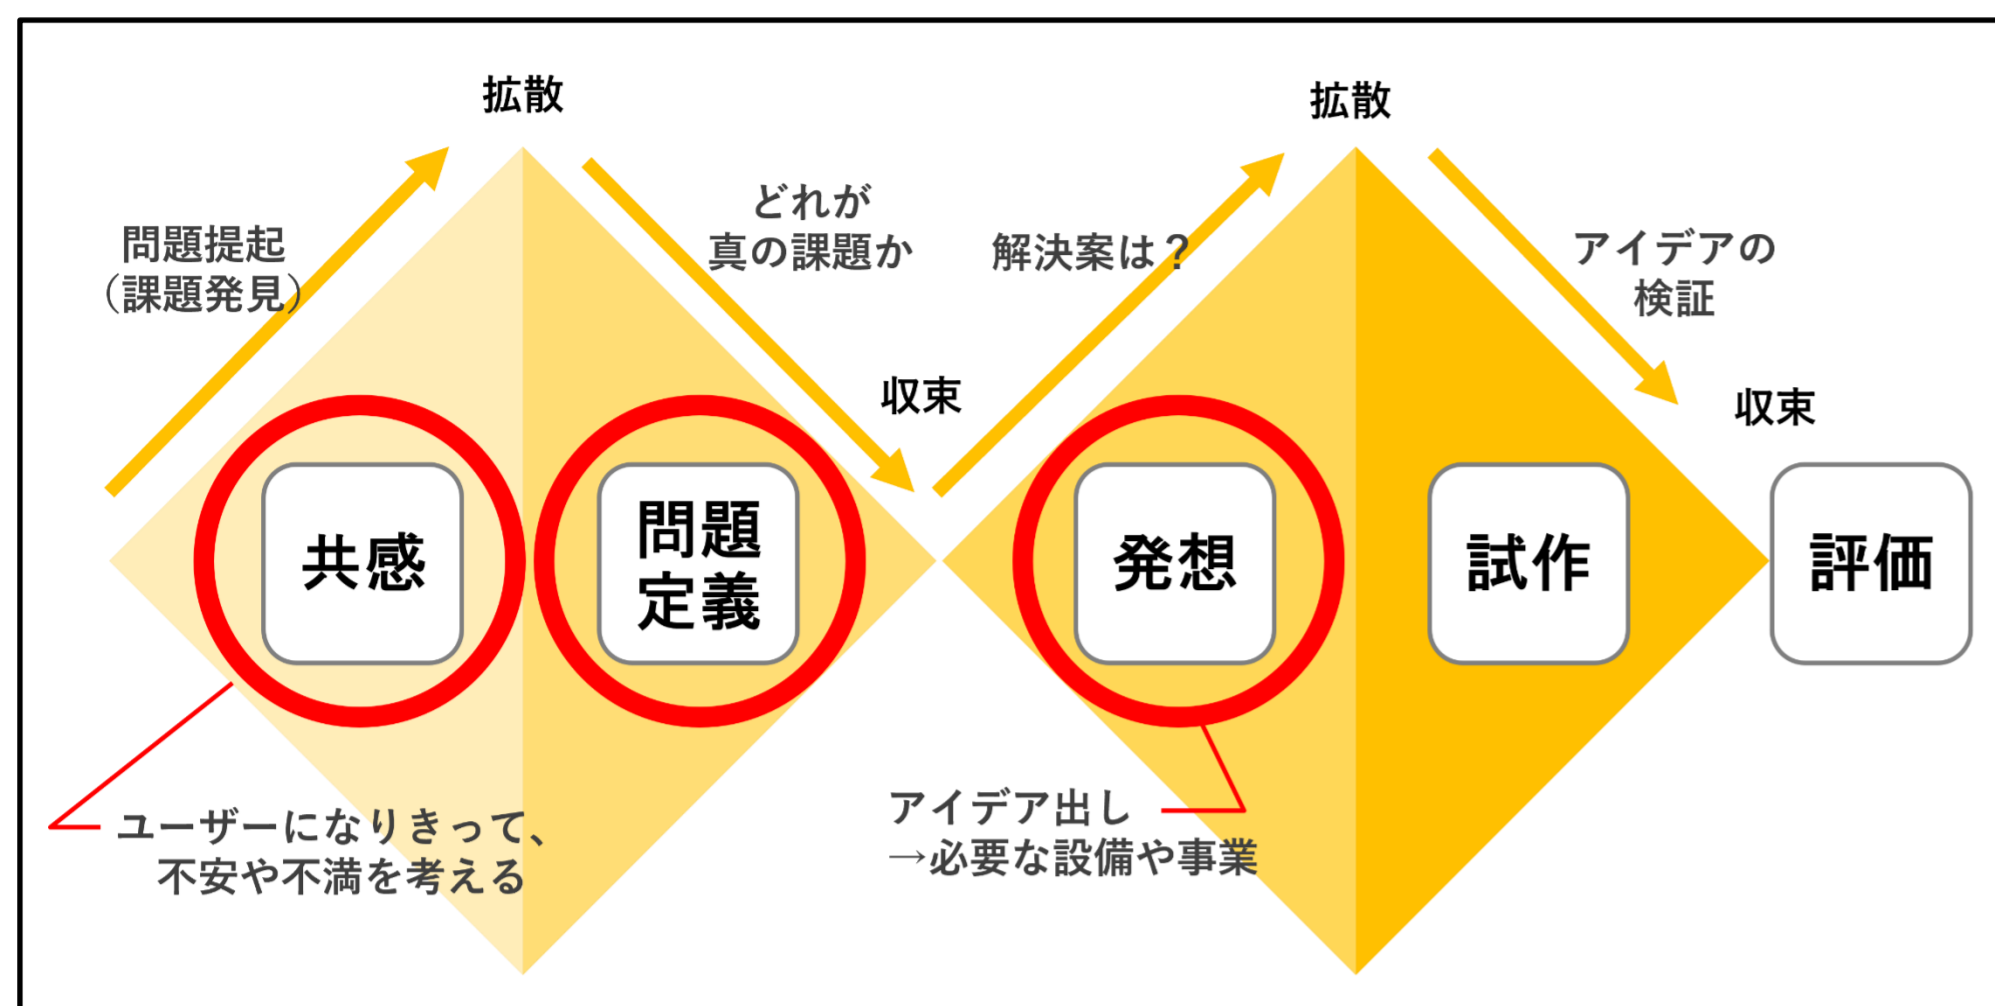 拡散
拡散
問題提起
（課題発見）
どれが
真の課題か
解決案は？
アイデアの
検証
収束
収束
共感
問題
定義
発想
試作
評価
ユーザーになりきって、
不安や不満を考える
アイデア出し
→必要な設備や事業